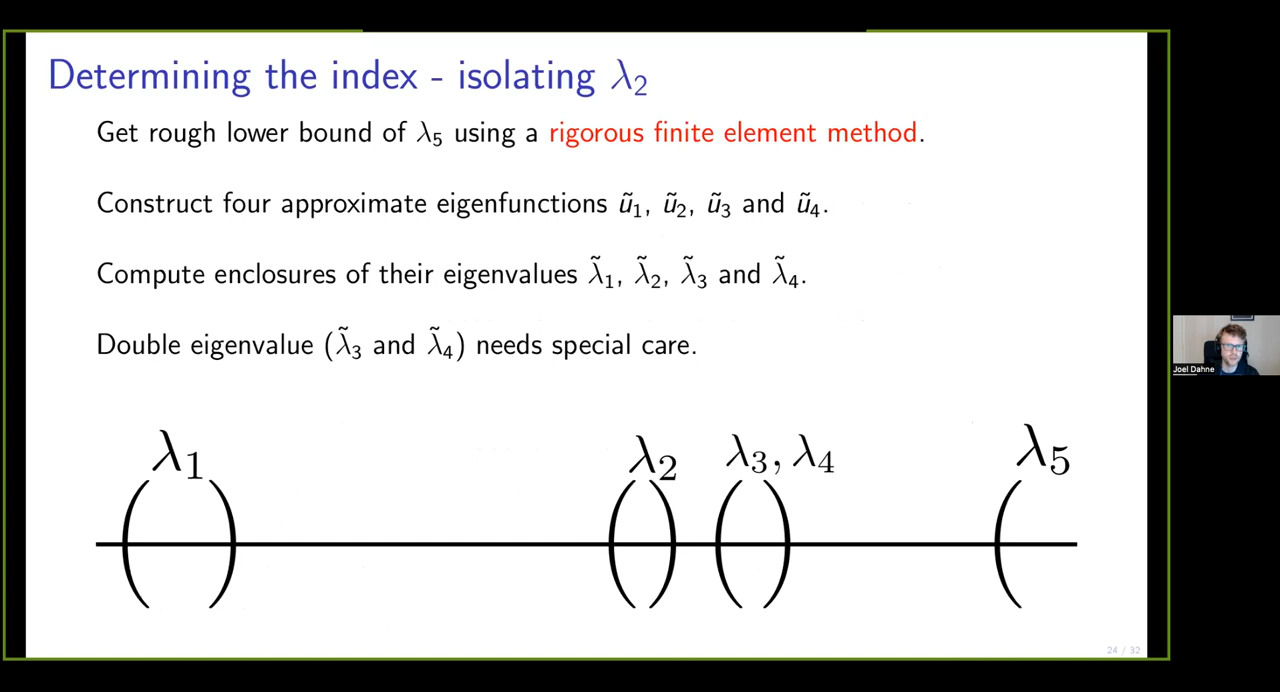 Determining the index - isolating λ₂
Get rough lower bound of λ₅ using a rigorous finite element method.
Construct four approximate eigenfunctions ũ₁, ũ₂, ũ₃ and ũ₄.
Compute enclosures of their eigenvalues λ̃₁, λ̃₂, λ̃₃ and λ̃₄.
Double eigenvalue (λ̃₃ and λ̃₄) needs special care.
λ₁ λ₂ λ₃, λ₄ λ₅
( ) ( ) ( ) (
24 / 32
Joel Dahne